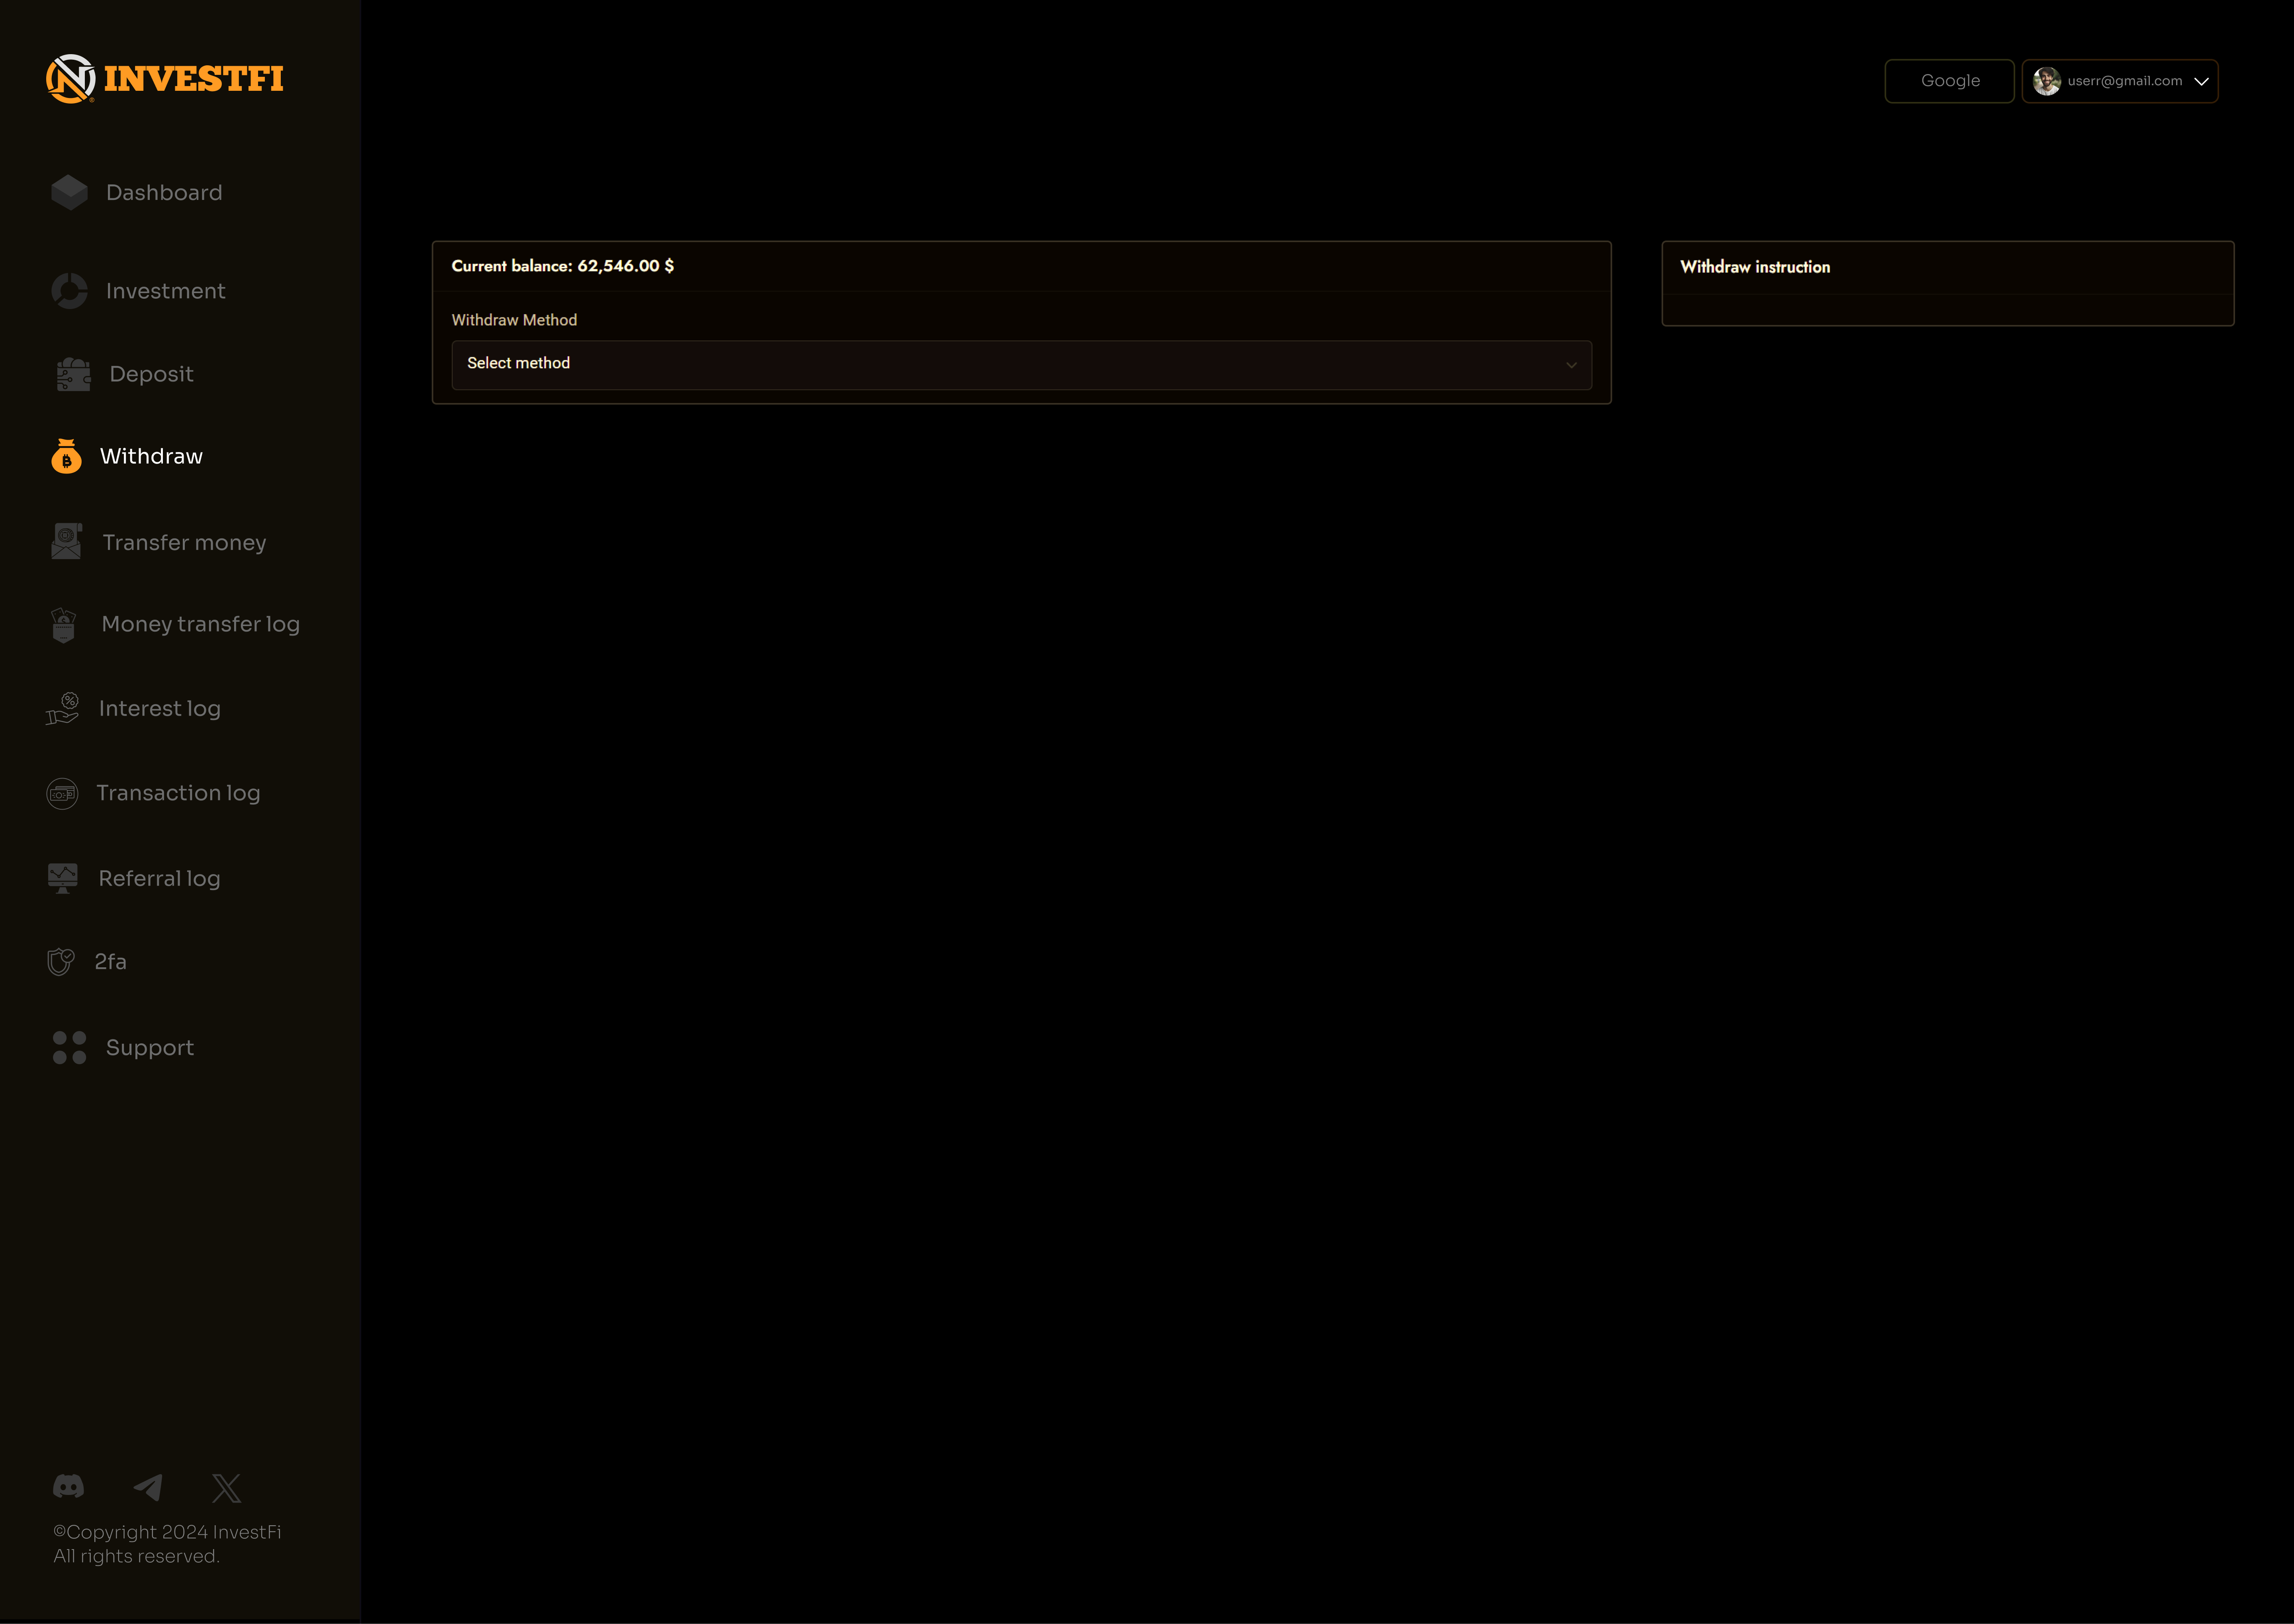 INVESTFI
Google
userr@gmail.com
Dashboard
Investment
Deposit
Withdraw
Transfer money
Money transfer log
Interest log
Transaction log
Referral log
2fa
Support
©Copyright 2024 InvestFi
All rights reserved.
Current balance: 62,546.00 $
Withdraw Method
Select method
Withdraw instruction